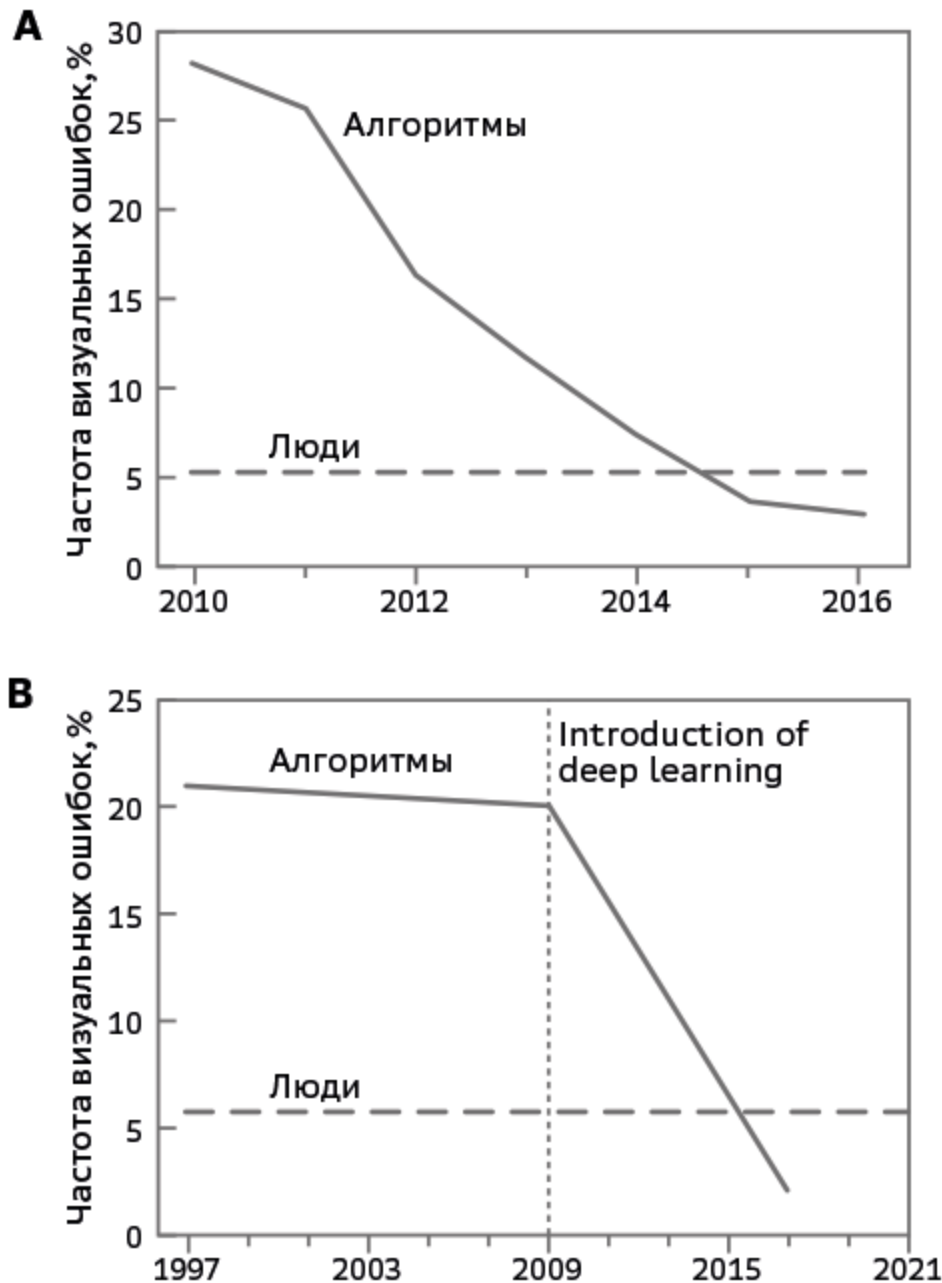 A
Частота визуальных ошибок,%
30
25
20
15
10
5
0
Алгоритмы
Люди
2010 2012 2014 2016
B
Частота визуальных ошибок,%
25
20
15
10
5
0
Алгоритмы
Introduction of
deep learning
Люди
1997 2003 2009 2015 2021